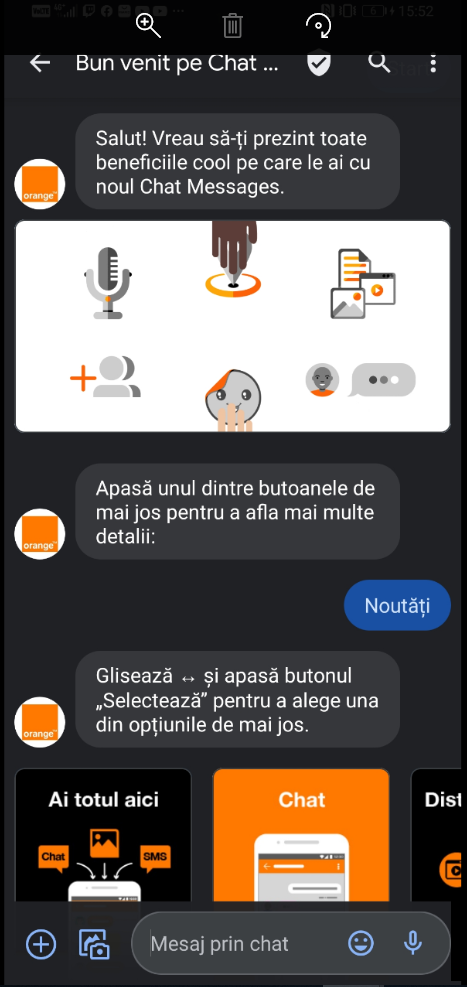 15:52
Bun venit pe Chat ...
Salut! Vreau să-ți prezint toate
beneficiile cool pe care le ai cu
noul Chat Messages.
orange
Apasă unul dintre butoanele de
mai jos pentru a afla mai multe
detalii:
orange
Noutăți
Glisează ↔ și apasă butonul
„Selectează” pentru a alege una
din opțiunile de mai jos.
orange
Ai totul aici
Chat
SMS
Chat
Dist
Mesaj prin chat